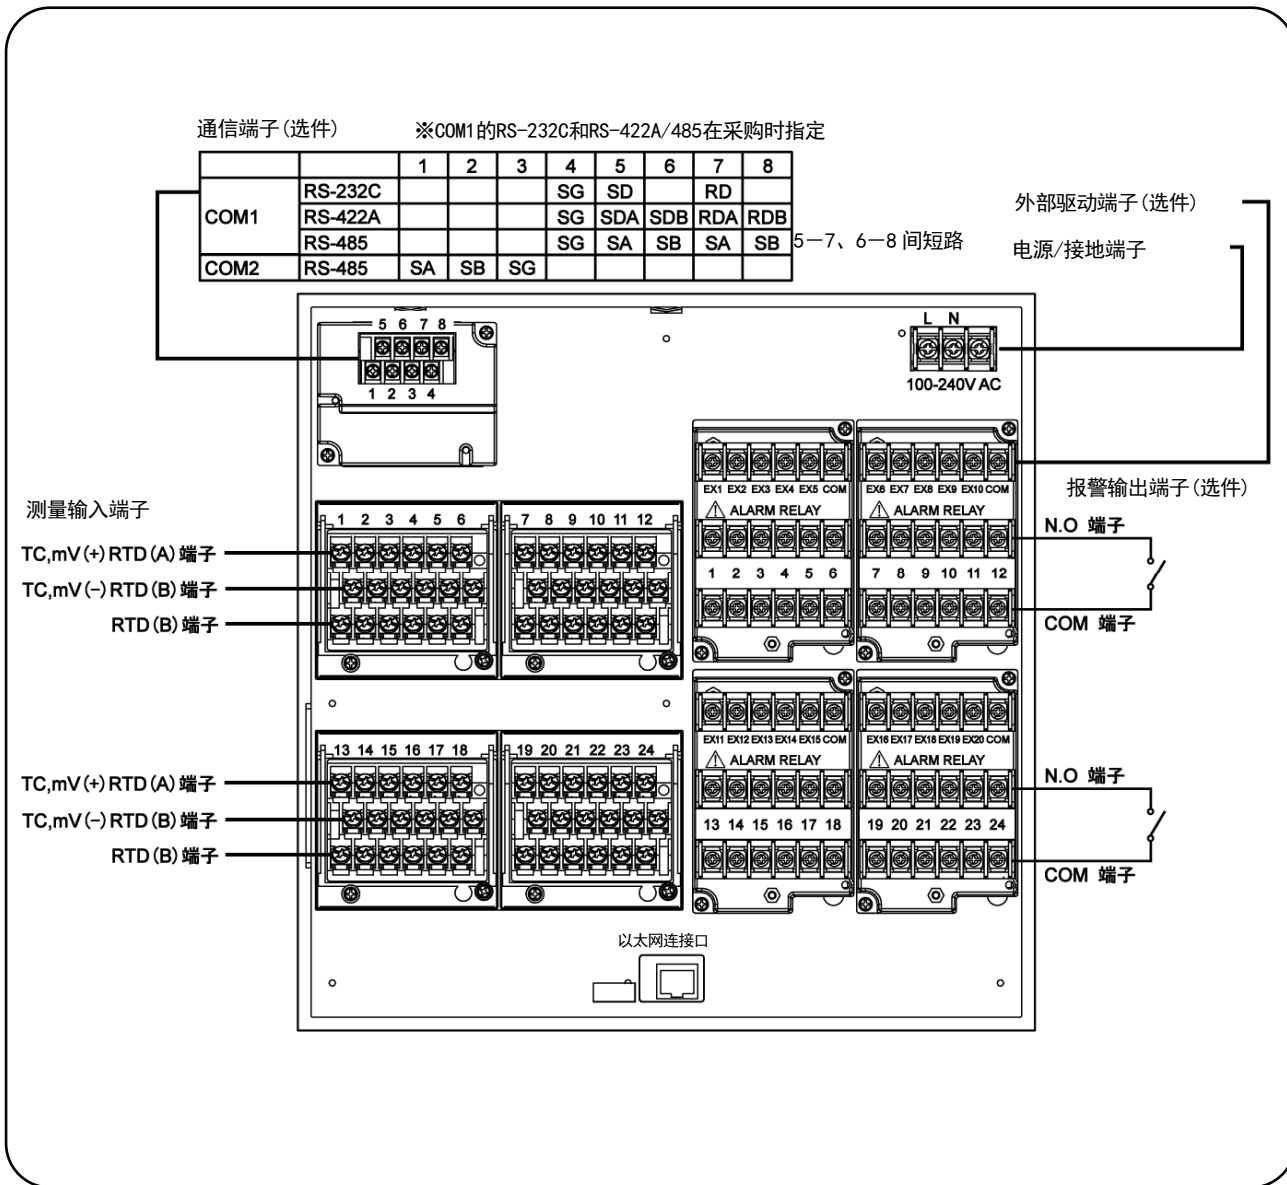 通信端子(选件) ※COM1的RS-232C和RS-422A/485在采购时指定
1 2 3 4 5 6 7 8
COM1 RS-232C SG SD RD
RS-422A SG SDA SDB RDA RDB
RS-485 SG SA SB SA SB 5-7、6-8 间短路
COM2 RS-485 SA SB SG
外部驱动端子(选件)
电源/接地端子
5 6 7 8
1 2 3 4
L N
100-240V AC
EX1 EX2 EX3 EX4 EX5 COM
ALARM RELAY
1 2 3 4 5 6
EX6 EX7 EX8 EX9 EX10 COM
ALARM RELAY
7 8 9 10 11 12
报警输出端子(选件)
N.O 端子
COM 端子
测量输入端子
TC,mV(+) RTD(A) 端子
TC,mV(-) RTD(B) 端子
RTD(B) 端子
1 2 3 4 5 6
7 8 9 10 11 12
EX11 EX12 EX13 EX14 EX15 COM
ALARM RELAY
13 14 15 16 17 18
EX16 EX17 EX18 EX19 EX20 COM
ALARM RELAY
19 20 21 22 23 24
N.O 端子
COM 端子
TC,mV(+) RTD(A) 端子
TC,mV(-) RTD(B) 端子
RTD(B) 端子
13 14 15 16 17 18
19 20 21 22 23 24
以太网连接口